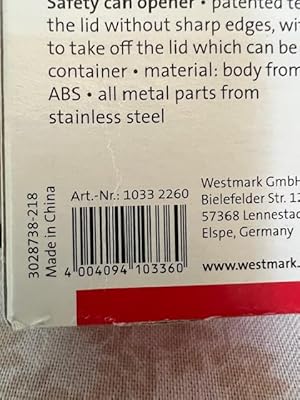 Safety can opener • patented te
the lid without sharp edges, wi
to take off the lid which can be
container • material: body from
ABS • all metal parts from
stainless steel
3028738-218
Made in China
Art.-Nr.: 1033 2260
4 004094 103360
Westmark GmbH
Bielefelder Str. 12
57368 Lennestad
Elspe, Germany
www.westmark.